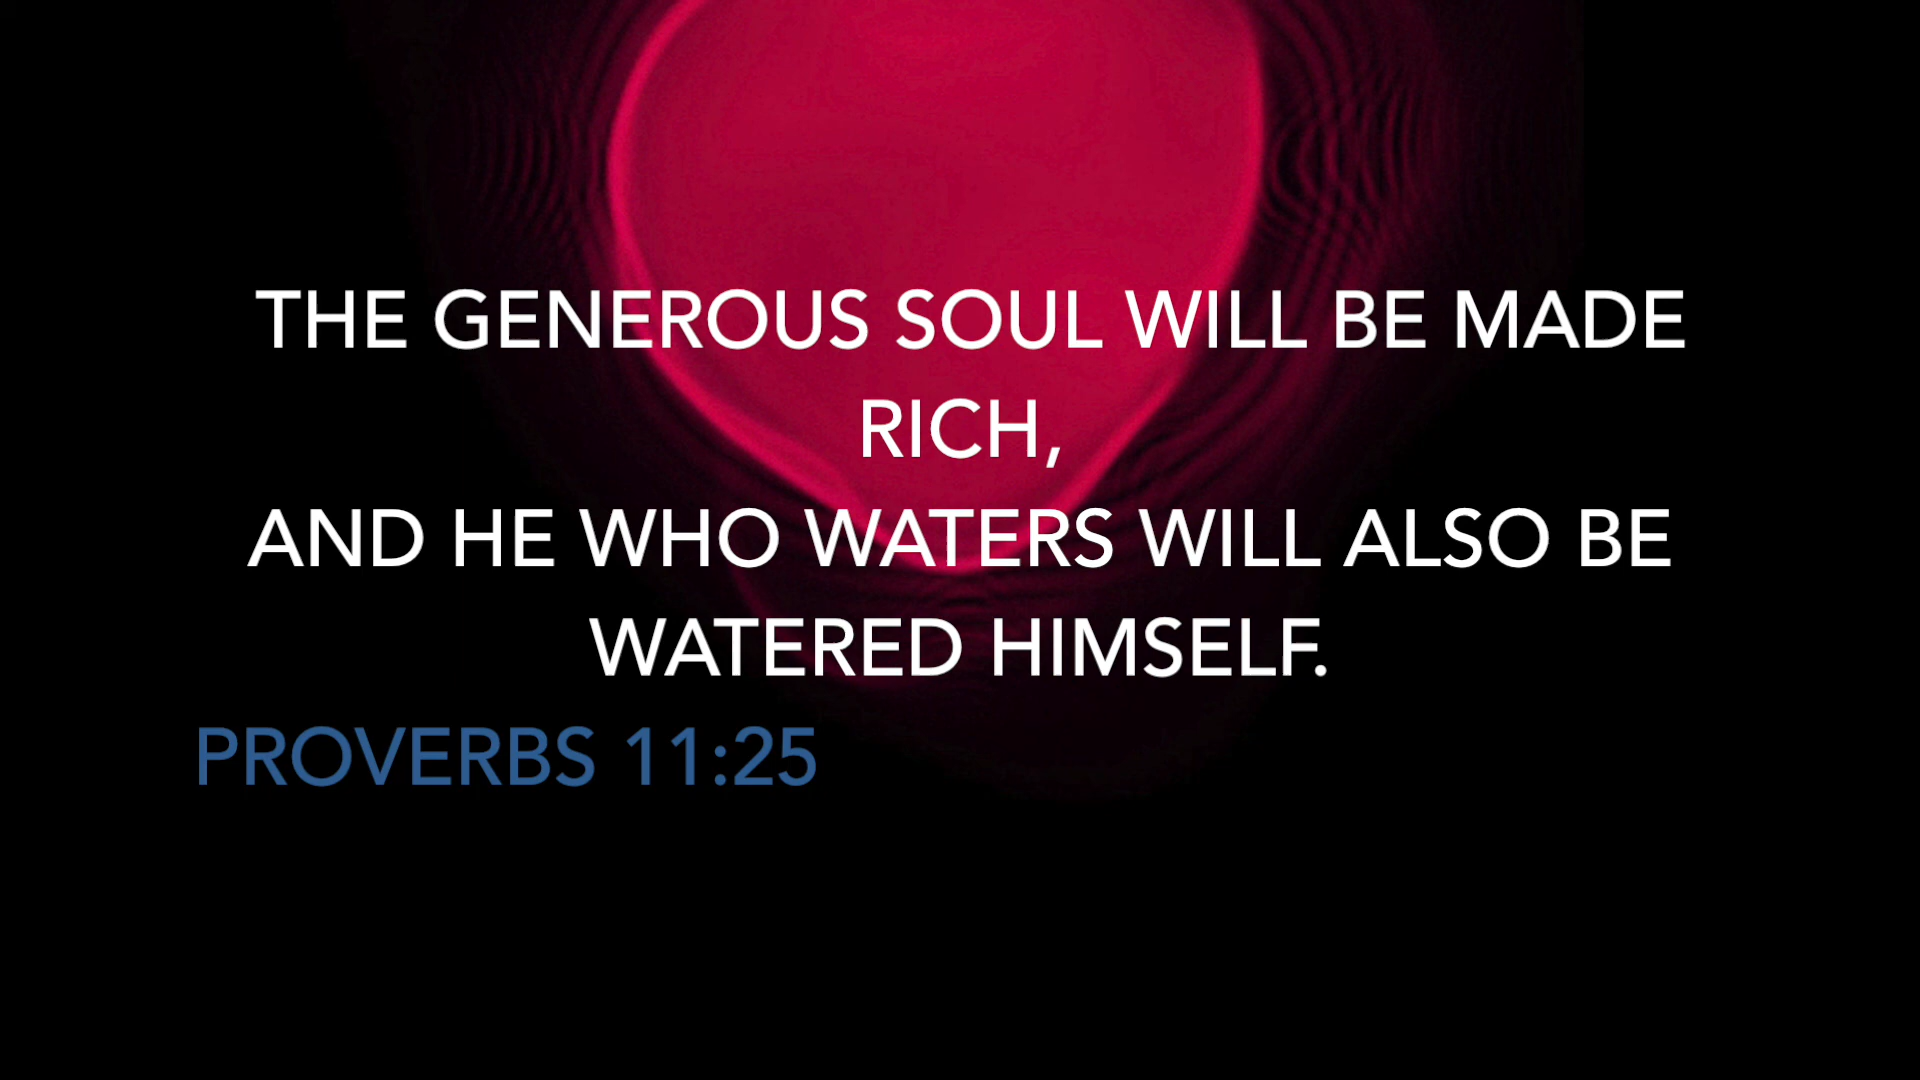 THE GENEROUS SOUL WILL BE MADE
RICH,
AND HE WHO WATERS WILL ALSO BE
WATERED HIMSELF.
PROVERBS 11:25